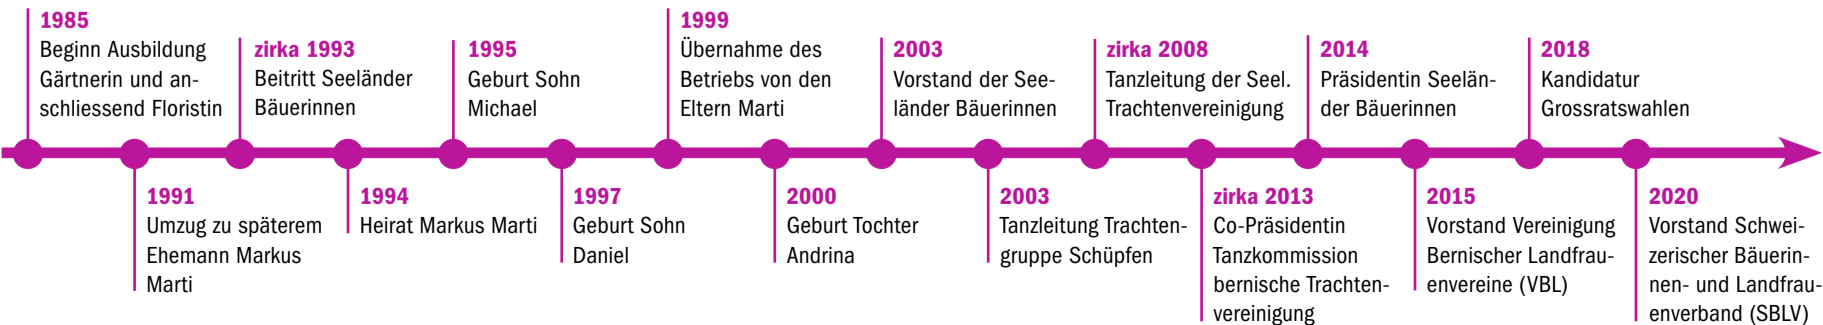 1985
Beginn Ausbildung
Gärtnerin und an-
schliessend Floristin
1991
Umzug zu späterem
Ehemann Markus
Marti
zirka 1993
Beitritt Seeländer
Bäuerinnen
1994
Heirat Markus Marti
1995
Geburt Sohn
Michael
1997
Geburt Sohn
Daniel
1999
Übernahme des
Betriebs von den
Eltern Marti
2000
Geburt Tochter
Andrina
2003
Vorstand der See-
länder Bäuerinnen
2003
Tanzleitung Trachten-
gruppe Schüpfen
zirka 2008
Tanzleitung der Seel.
Trachtenvereinigung
zirka 2013
Co-Präsidentin
Tanzkommission
bernische Trachten-
vereinigung
2014
Präsidentin Seelän-
der Bäuerinnen
2015
Vorstand Vereinigung
Bernischer Landfrau-
envereine (VBL)
2018
Kandidatur
Grossratswahlen
2020
Vorstand Schwei-
zerischer Bäuerin-
nen- und Landfrau-
enverband (SBLV)